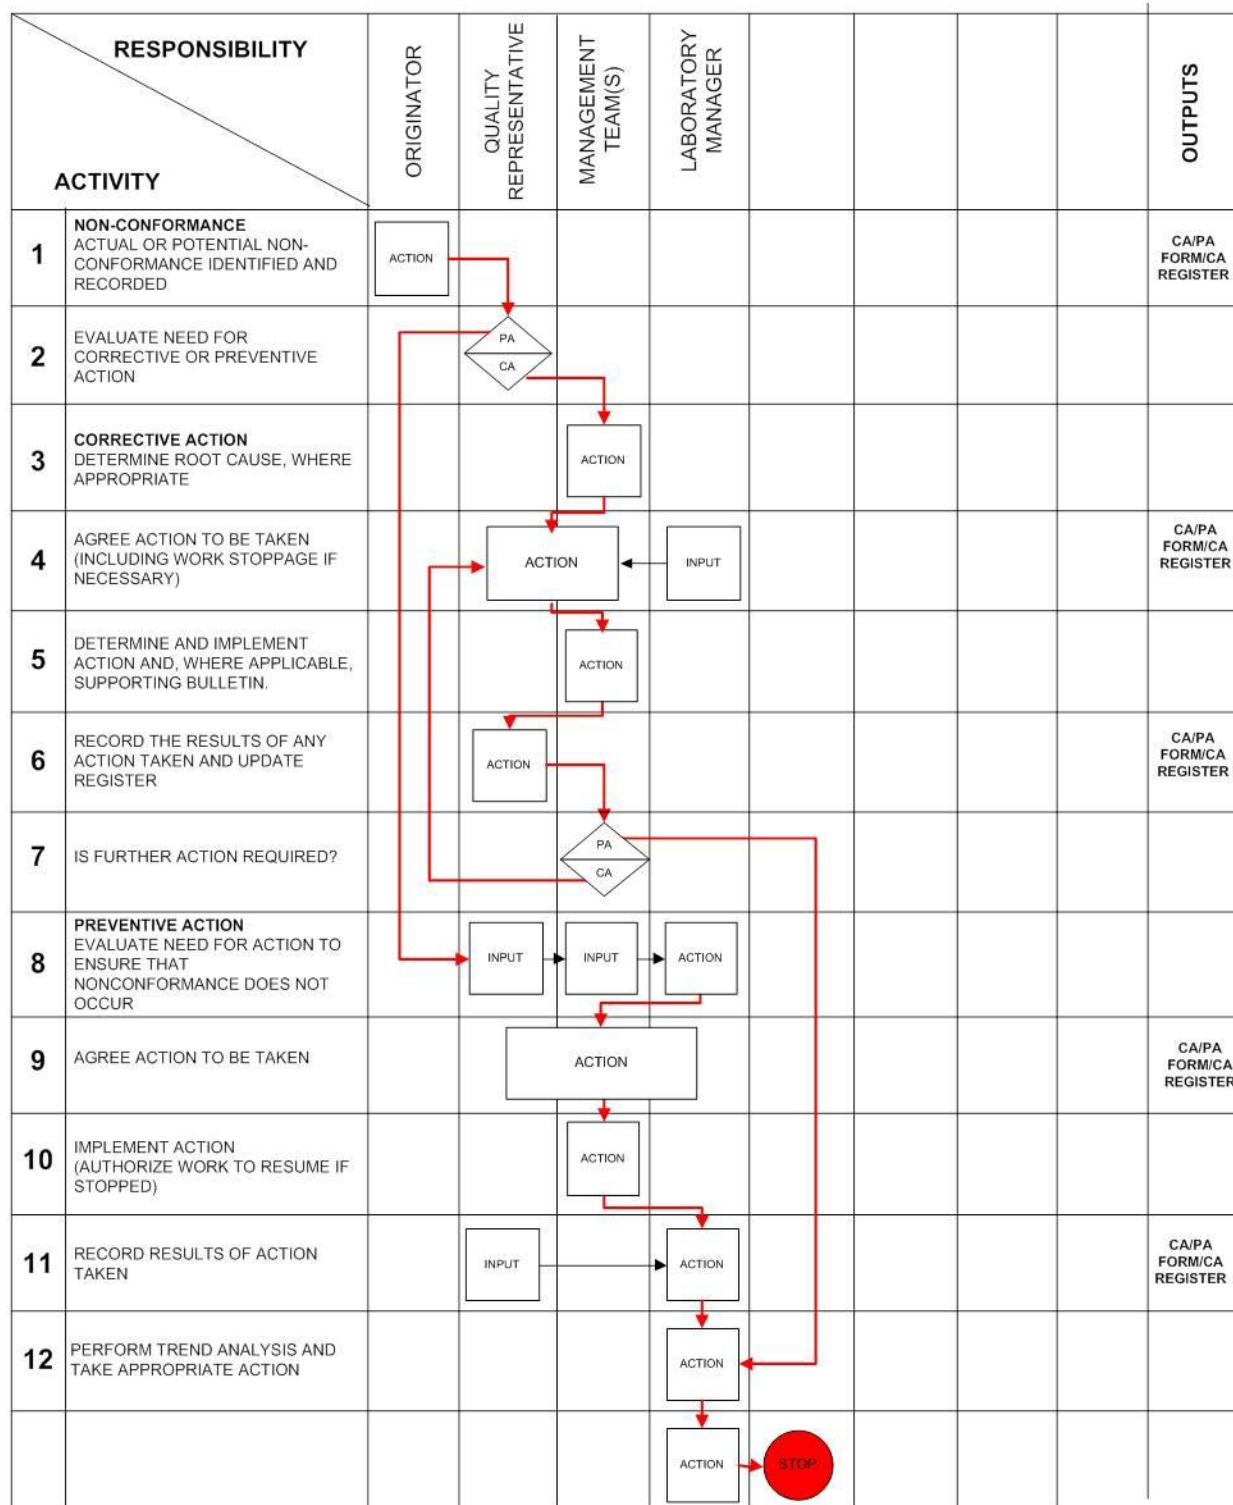 RESPONSIBILITY
ACTIVITY
ORIGINATOR
QUALITY
REPRESENTATIVE
MANAGEMENT
TEAM(S)
LABORATORY
MANAGER
OUTPUTS
1
NON-CONFORMANCE
ACTUAL OR POTENTIAL NON-
CONFORMANCE IDENTIFIED AND
RECORDED
ACTION
CA/PA
FORM/CA
REGISTER
2
EVALUATE NEED FOR
CORRECTIVE OR PREVENTIVE
ACTION
PA
CA
3
CORRECTIVE ACTION
DETERMINE ROOT CAUSE, WHERE
APPROPRIATE
ACTION
4
AGREE ACTION TO BE TAKEN
(INCLUDING WORK STOPPAGE IF
NECESSARY)
ACTION
INPUT
CA/PA
FORM/CA
REGISTER
5
DETERMINE AND IMPLEMENT
ACTION AND, WHERE APPLICABLE,
SUPPORTING BULLETIN.
ACTION
6
RECORD THE RESULTS OF ANY
ACTION TAKEN AND UPDATE
REGISTER
ACTION
CA/PA
FORM/CA
REGISTER
7
IS FURTHER ACTION REQUIRED?
PA
CA
8
PREVENTIVE ACTION
EVALUATE NEED FOR ACTION TO
ENSURE THAT
NONCONFORMANCE DOES NOT
OCCUR
INPUT
INPUT
ACTION
9
AGREE ACTION TO BE TAKEN
ACTION
CA/PA
FORM/CA
REGISTER
10
IMPLEMENT ACTION
(AUTHORIZE WORK TO RESUME IF
STOPPED)
ACTION
11
RECORD RESULTS OF ACTION
TAKEN
INPUT
ACTION
CA/PA
FORM/CA
REGISTER
12
PERFORM TREND ANALYSIS AND
TAKE APPROPRIATE ACTION
ACTION
ACTION
STOP